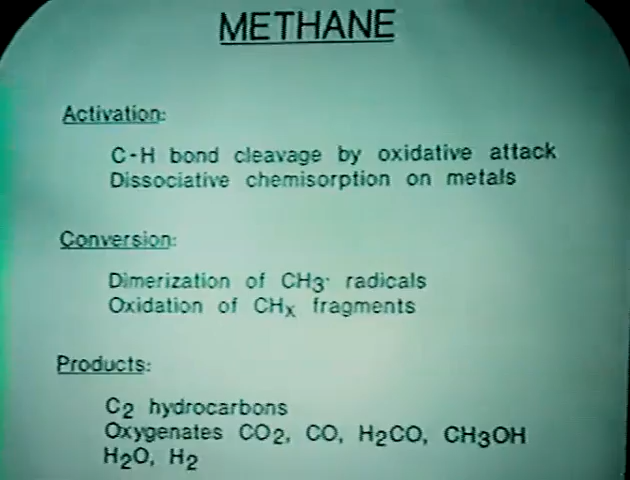 METHANE
Activation:
C-H bond cleavage by oxidative attack
Dissociative chemisorption on metals
Conversion:
Dimerization of CH3· radicals
Oxidation of CHx fragments
Products:
C2 hydrocarbons
Oxygenates CO2, CO, H2CO, CH3OH
H2O, H2